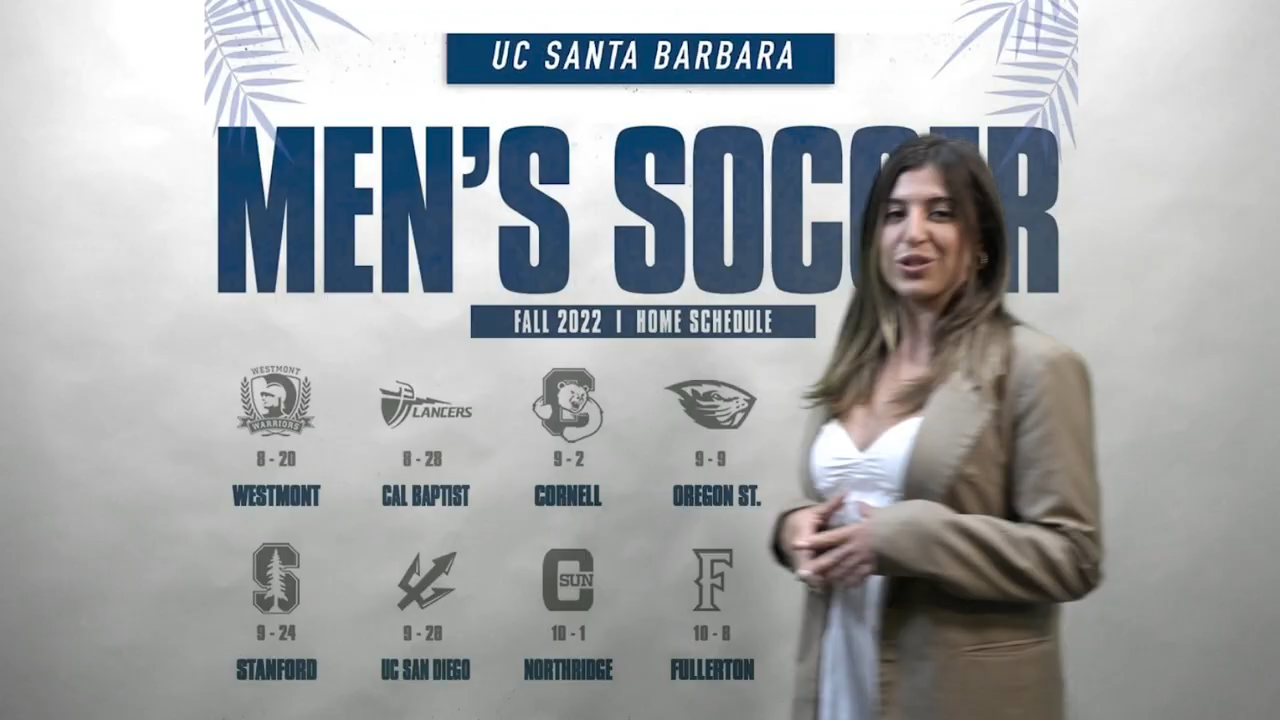 UC SANTA BARBARA
MEN'S SOCCER
FALL 2022 | HOME SCHEDULE
WESTMONT
WARRIORS
LANCERS
C
8 - 20
8 - 28
9 - 2
9 - 9
WESTMONT
CAL BAPTIST
CORNELL
OREGON ST.
S
C SUN
F
9 - 24
9 - 28
10 - 1
10 - 8
STANFORD
UC SAN DIEGO
NORTHRIDGE
FULLERTON